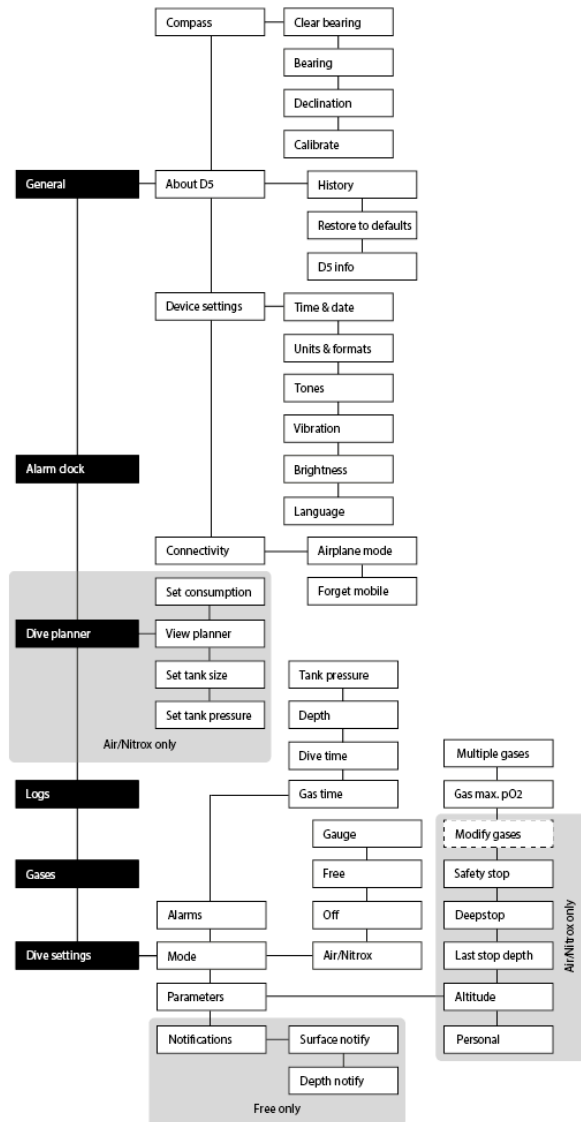 Compass
Clear bearing
Bearing
Declination
Calibrate
General
About D5
History
Restore to defaults
D5 info
Device settings
Time & date
Units & formats
Tones
Vibration
Alarm clock
Brightness
Language
Connectivity
Airplane mode
Forget mobile
Set consumption
Dive planner
View planner
Set tank size
Set tank pressure
Air/Nitrox only
Tank pressure
Depth
Dive time
Gas time
Multiple gases
Gas max. pO2
Logs
Gauge
Modify gases
Gases
Free
Safety stop
Alarms
Off
Deepstop
Dive settings
Mode
Air/Nitrox
Last stop depth
Parameters
Altitude
Personal
Air/Nitrox only
Notifications
Surface notify
Depth notify
Free only